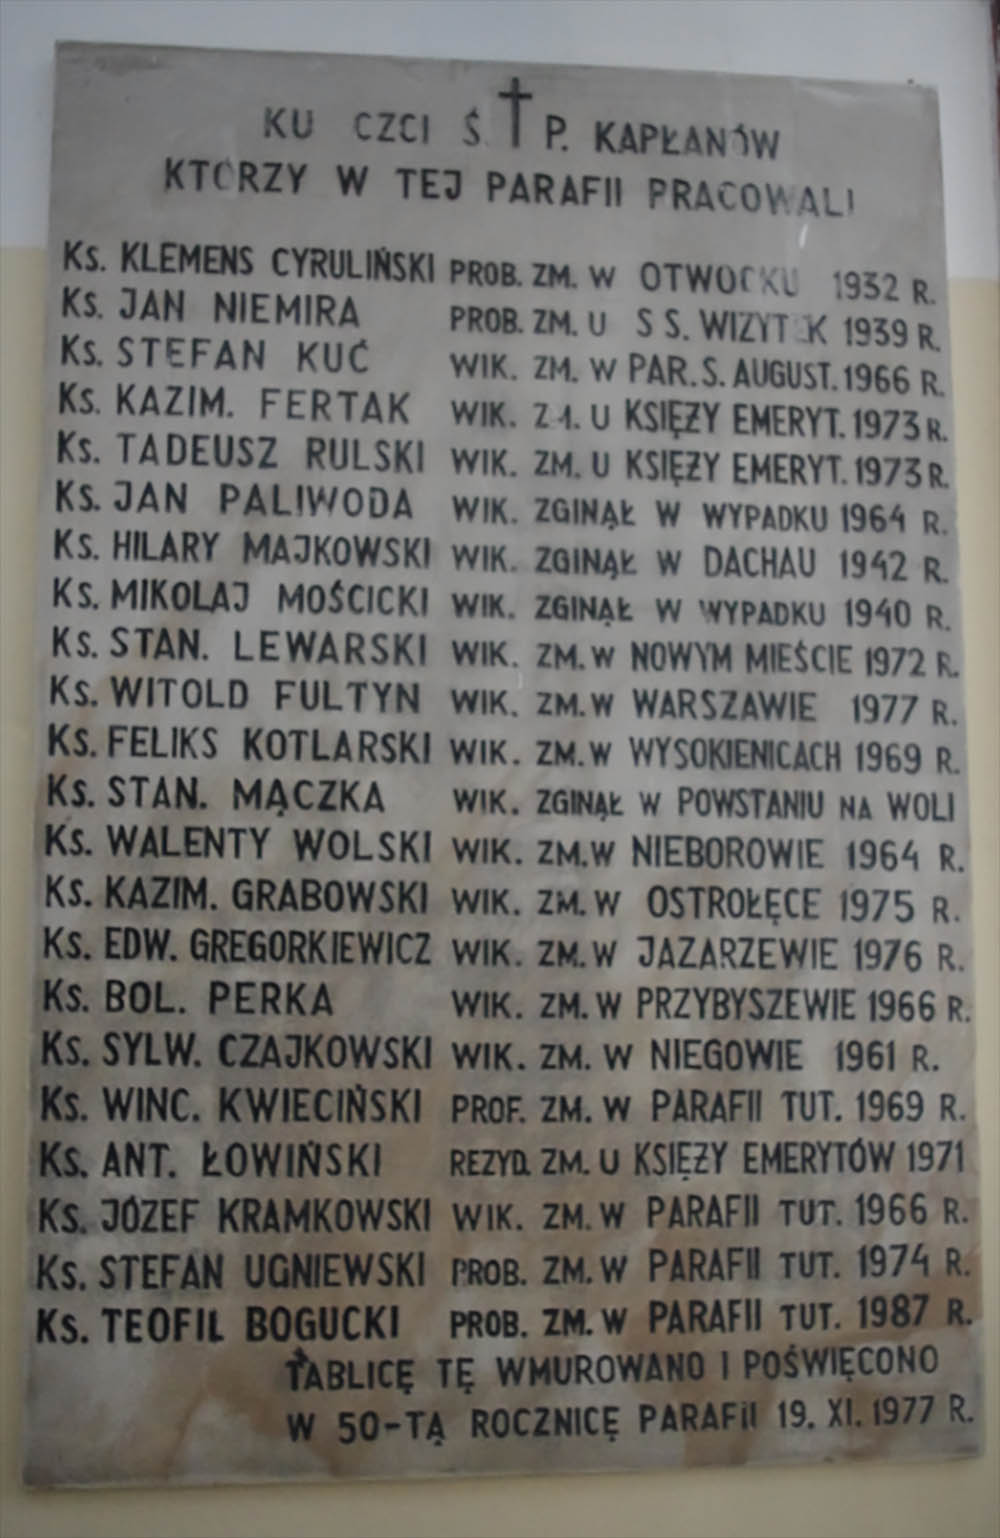 KU CZCI Ś. P. KAPŁANÓW
KTÓRZY W TEJ PARAFII PRACOWALI
Ks. KLEMENS CYRULIŃSKI PROB. ZM. W OTWOCKU 1932 R.
Ks. JAN NIEMIRA PROB. ZM. U S S. WIZYTEK 1939 R.
Ks. STEFAN KUĆ WIK. ZM. W PAR. S. AUGUST. 1966 R.
Ks. KAZIM. FERTAK WIK. ZM. U KSIĘŻY EMERYT. 1973 R.
Ks. TADEUSZ RULSKI WIK. ZM. U KSIĘŻY EMERYT. 1973 R.
Ks. JAN PALIWODA WIK. ZGINĄŁ W WYPADKU 1964 R.
Ks. HILARY MAJKOWSKI WIK. ZGINĄŁ W DACHAU 1942 R.
Ks. MIKOLAJ MOŚCICKI WIK. ZGINĄŁ W WYPADKU 1940 R.
Ks. STAN. LEWARSKI WIK. ZM. W NOWYM MIEŚCIE 1972 R.
Ks. WITOLD FULTYN WIK. ZM. W WARSZAWIE 1977 R.
Ks. FELIKS KOTLARSKI WIK. ZM. W WYSOKIENICACH 1969 R.
Ks. STAN. MĄCZKA WIK. ZGINĄŁ W POWSTANIU NA WOLI
Ks. WALENTY WOLSKI WIK. ZM. W NIEBOROWIE 1964 R.
Ks. KAZIM. GRABOWSKI WIK. ZM. W OSTROŁĘCE 1975 R.
Ks. EDW. GREGORKIEWICZ WIK. ZM. W JAZARZEWIE 1976 R.
Ks. BOL. PERKA WIK. ZM. W PRZYBYSZEWIE 1966 R.
Ks. SYLW. CZAJKOWSKI WIK. ZM. W NIEGOWIE 1961 R.
Ks. WINC. KWIECIŃSKI PROF. ZM. W PARAFII TUT. 1969 R.
Ks. ANT. ŁOWIŃSKI REZYD. ZM. U KSIĘŻY EMERYTÓW 1971
Ks. JÓZEF KRAMKOWSKI WIK. ZM. W PARAFII TUT. 1966 R.
Ks. STEFAN UGNIEWSKI PROB. ZM. W PARAFII TUT. 1974 R.
Ks. TEOFIL BOGUCKI PROB. ZM. W PARAFII TUT. 1987 R.
TABLICĘ TĘ WMUROWANO I POŚWIĘCONO
W 50-TĄ ROCZNICĘ PARAFII 19. XI. 1977 R.